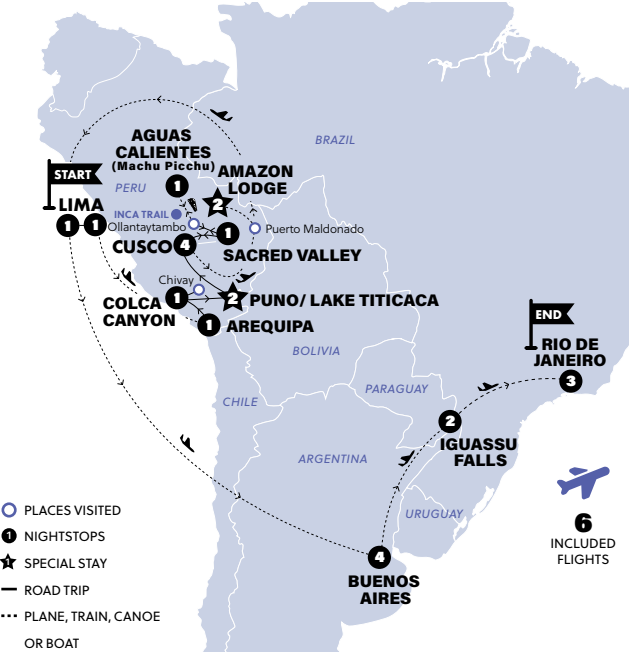 BRAZIL
AGUAS
CALIENTES
(Machu Picchu)
START
PERU
1
AMAZON
LODGE
2
LIMA
1 1
INCA TRAIL
Ollantaytambo
1
Puerto Maldonado
CUSCO 4
SACRED VALLEY
Chivay
COLCA
CANYON
1
2 PUNO/ LAKE TITICACA
1 AREQUIPA
END
RIO DE
JANEIRO
3
BOLIVIA
PARAGUAY
CHILE
2
IGUASSU
FALLS
ARGENTINA
URUGUAY
4
BUENOS
AIRES
6
INCLUDED
FLIGHTS
PLACES VISITED
1 NIGHTSTOPS
1 SPECIAL STAY
ROAD TRIP
PLANE, TRAIN, CANOE
OR BOAT